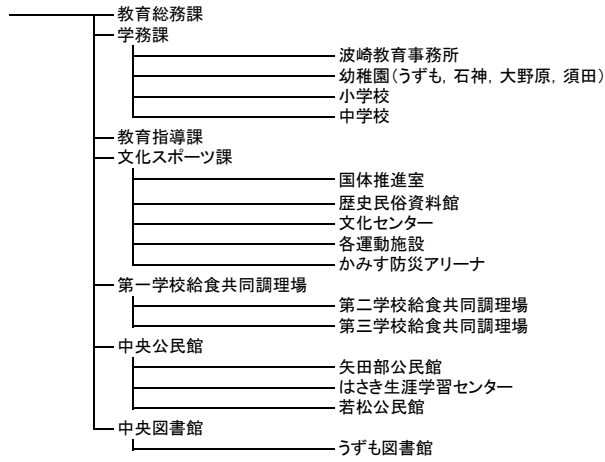 教育総務課
学務課
波崎教育事務所
幼稚園（うずも，石神，大野原，須田）
小学校
中学校
教育指導課
文化スポーツ課
国体推進室
歴史民俗資料館
文化センター
各運動施設
かみす防災アリーナ
第一学校給食共同調理場
第二学校給食共同調理場
第三学校給食共同調理場
中央公民館
矢田部公民館
はさき生涯学習センター
若松公民館
中央図書館
うずも図書館